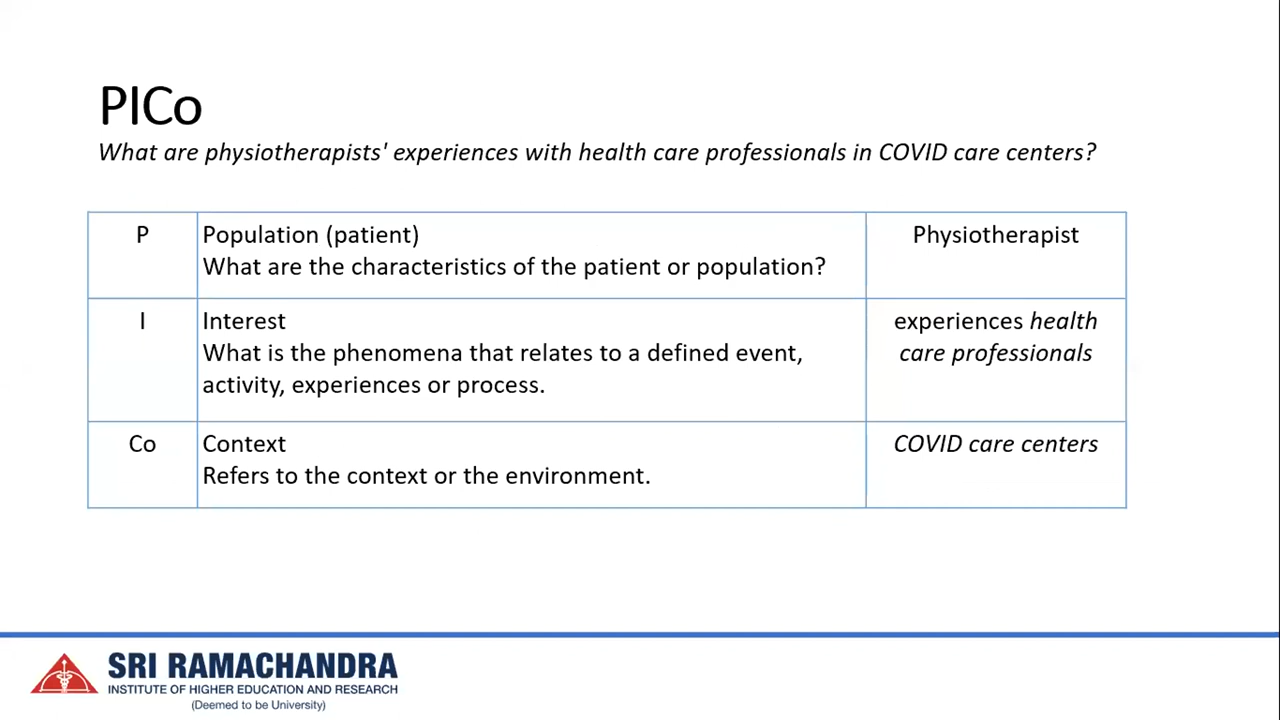 PICo
What are physiotherapists' experiences with health care professionals in COVID care centers?
P
Population (patient)
What are the characteristics of the patient or population?
Physiotherapist
I
Interest
What is the phenomena that relates to a defined event,
activity, experiences or process.
experiences health
care professionals
Co
Context
Refers to the context or the environment.
COVID care centers
SRI RAMACHANDRA
INSTITUTE OF HIGHER EDUCATION AND RESEARCH
(Deemed to be University)